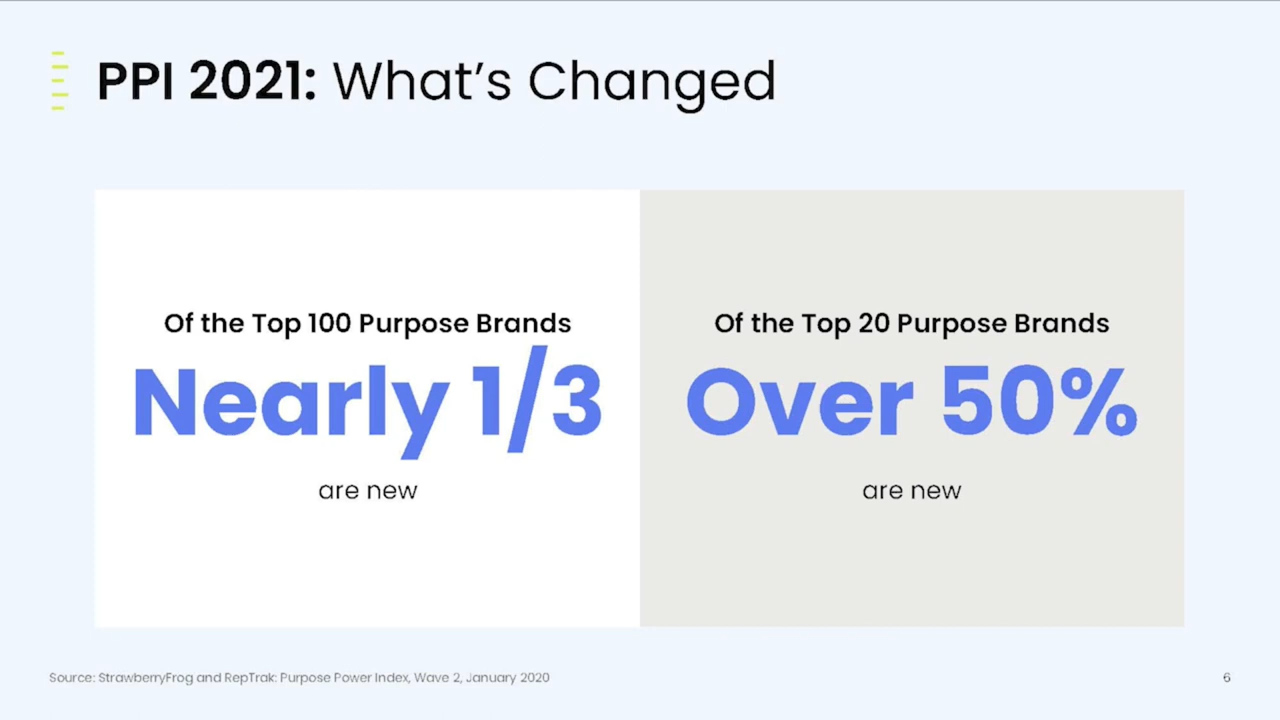 PPI 2021: What's Changed
Of the Top 100 Purpose Brands
Nearly 1/3
are new
Of the Top 20 Purpose Brands
Over 50%
are new
Source: StrawberryFrog and RepTrak: Purpose Power Index, Wave 2, January 2020
6